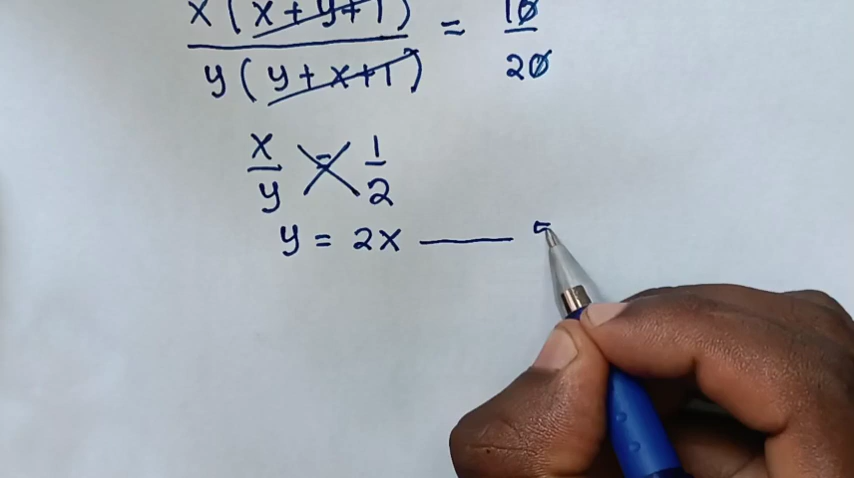 x(x+y+1)/y(y+x+1) = 10/20
x/y = 1/2
y = 2x ——